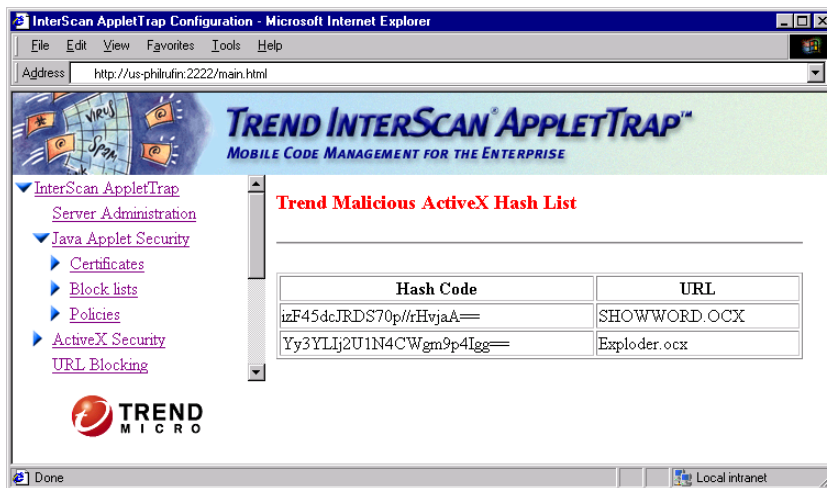 InterScan AppletTrap Configuration - Microsoft Internet Explorer
File Edit View Favorites Tools Help
Address http://us-philrufin:2222/main.html
VIRUS
SPAM
TREND INTERSCAN® APPLETTRAP™
MOBILE CODE MANAGEMENT FOR THE ENTERPRISE
InterScan AppletTrap
Server Administration
Java Applet Security
Certificates
Block lists
Policies
ActiveX Security
URL Blocking
TREND
MICRO
Trend Malicious ActiveX Hash List
Hash Code URL
izF45dcJRDS70p//rHvjaA== SHOWWORD.OCX
Yy3YLIj2U1N4CWgm9p4Igg== Exploder.ocx
Done Local intranet